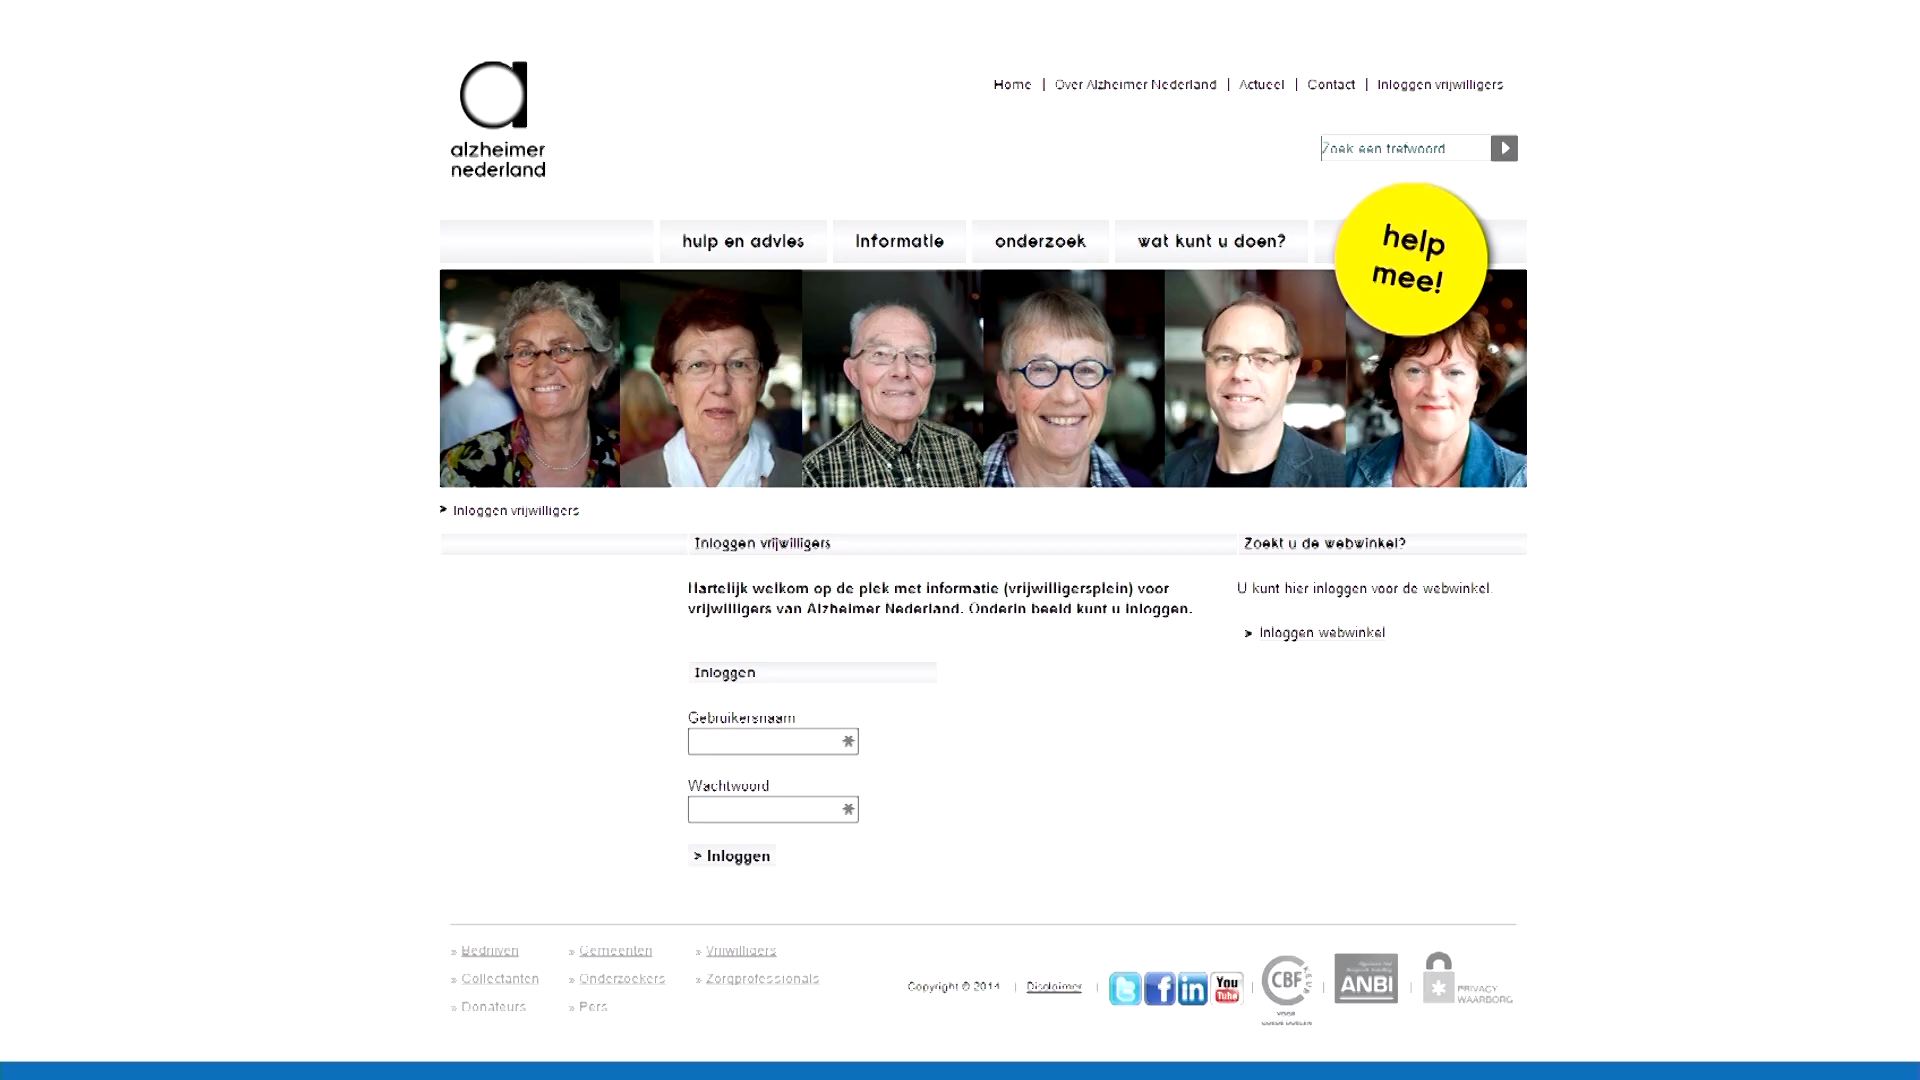 Home | Over Alzheimer Nederland | Actueel | Contact | Inloggen vrijwilligers
alzheimer
nederland
Zoek een trefwoord
hulp en advies
informatie
onderzoek
wat kunt u doen?
help
mee!
> Inloggen vrijwilligers
Inloggen vrijwilligers
Hartelijk welkom op de plek met informatie (vrijwilligersplein) voor
vrijwilligers van Alzheimer Nederland. Onderin beeld kunt u inloggen.
Inloggen
Gebruikersnaam
*
Wachtwoord
*
> Inloggen
Zoekt u de webwinkel?
U kunt hier inloggen voor de webwinkel.
> Inloggen webwinkel
» Bedrijven
» Collectanten
» Donateurs
» Gemeenten
» Onderzoekers
» Pers
» Vrijwilligers
» Zorgprofessionals
Copyright © 2014 | Disclaimer |
You
Tube
CBF
KEUR
VOOR
GOEDE DOELEN
ANBI
PRIVACY
WAARBORG